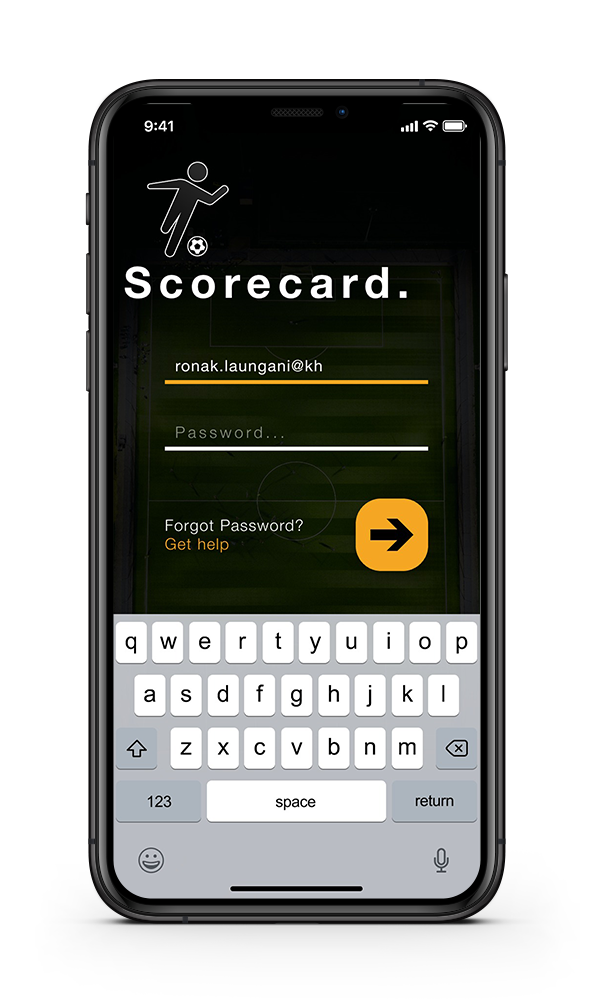 9:41
Scorecard.
ronak.laungani@kh
Password...
Forgot Password?
Get help
q w e r t y u i o p
a s d f g h j k l
z x c v b n m
123 space return